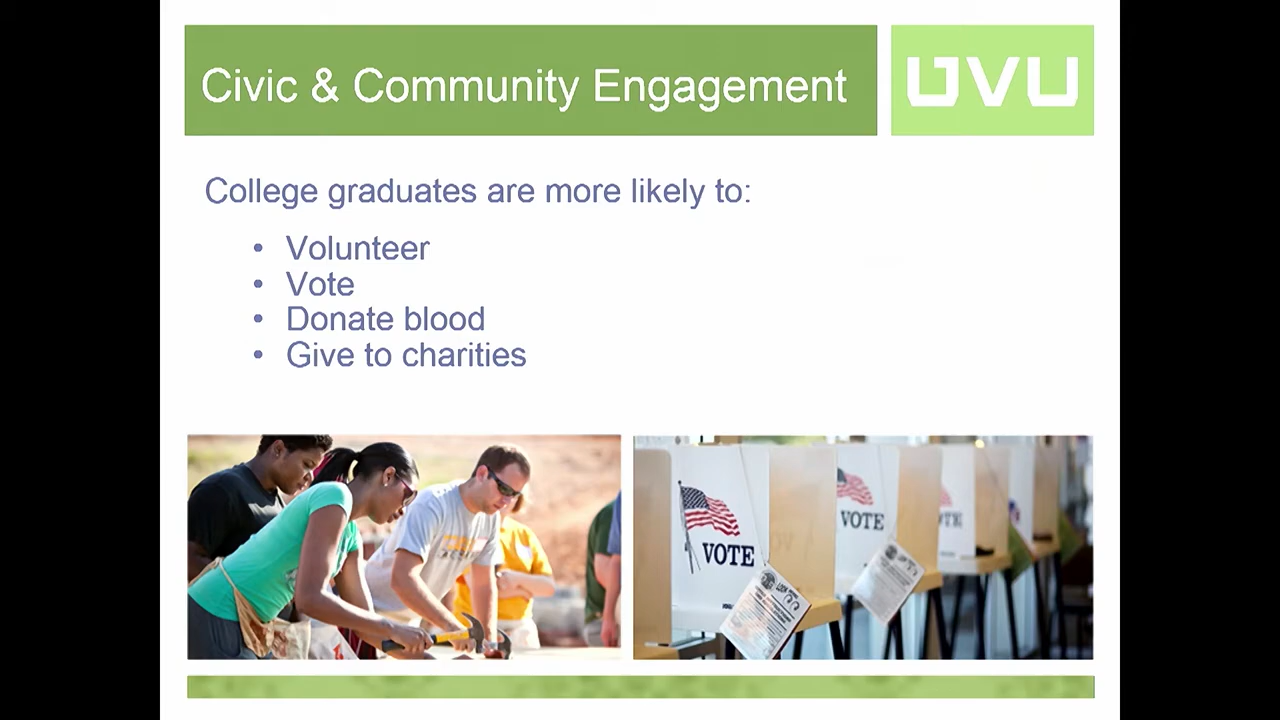 Civic & Community Engagement
UVU
College graduates are more likely to:
• Volunteer
• Vote
• Donate blood
• Give to charities
VOTE
VOTE